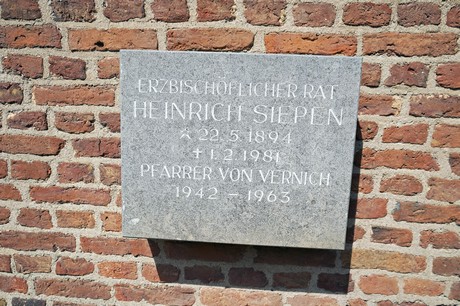 ERZBISCHÖFLICHER RAT
HEINRICH SIEPEN
* 22.5.1894
+ 1.2.1981
PFARRER VON VERNICH
1942 – 1963